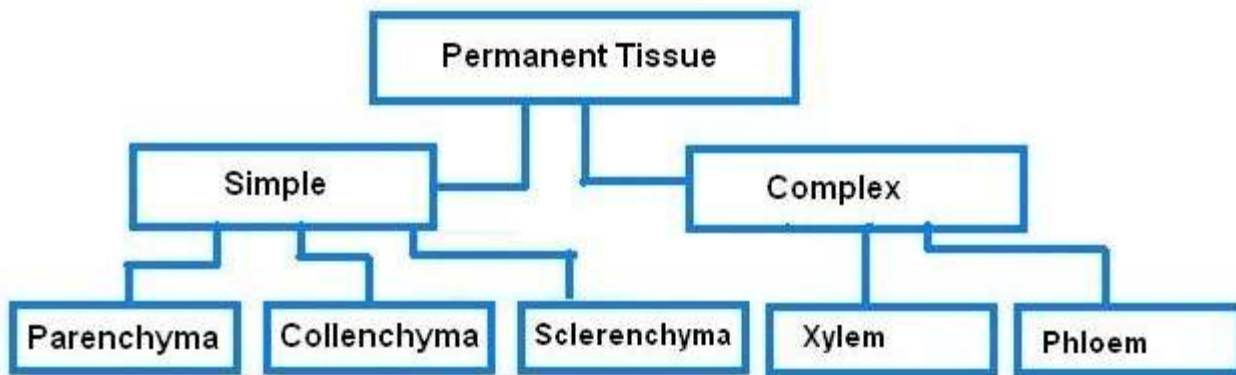 Permanent Tissue
Simple
Complex
Parenchyma
Collenchyma
Sclerenchyma
Xylem
Phloem